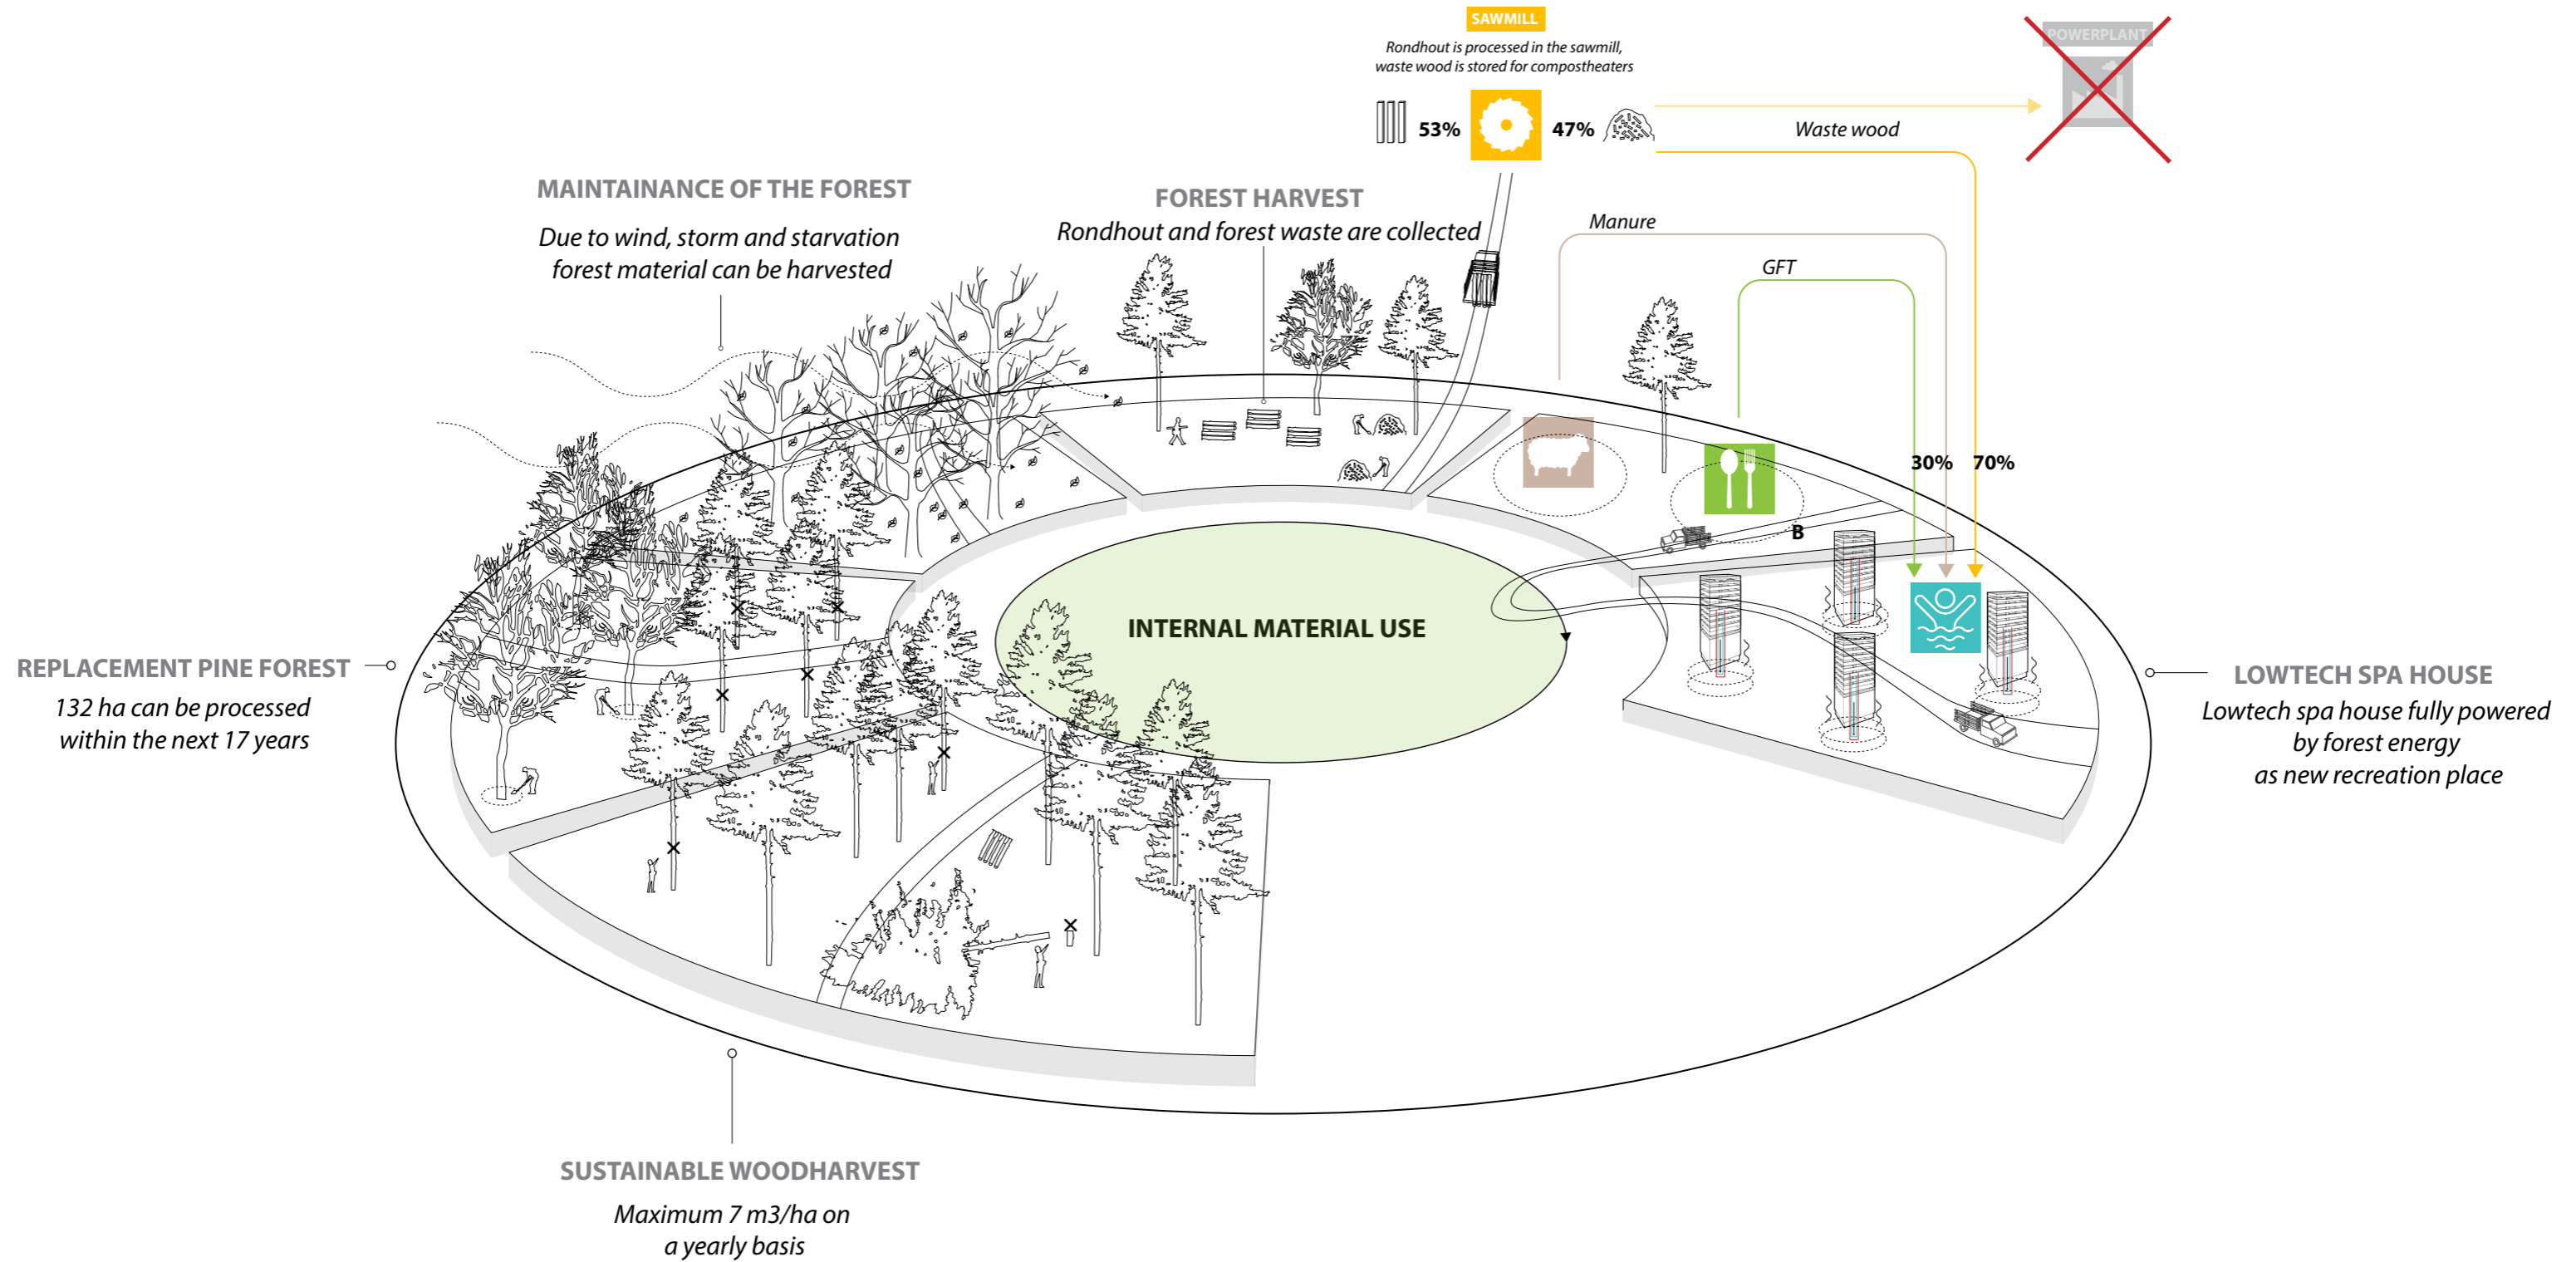 SAWMILL
Rondhout is processed in the sawmill,
waste wood is stored for compostheaters
53%
47%
Waste wood
POWERPLANT
MAINTAINANCE OF THE FOREST
Due to wind, storm and starvation
forest material can be harvested
FOREST HARVEST
Rondhout and forest waste are collected
Manure
GFT
30%
70%
B
INTERNAL MATERIAL USE
REPLACEMENT PINE FOREST
132 ha can be processed
within the next 17 years
LOWTECH SPA HOUSE
Lowtech spa house fully powered
by forest energy
as new recreation place
SUSTAINABLE WOODHARVEST
Maximum 7 m3/ha on
a yearly basis